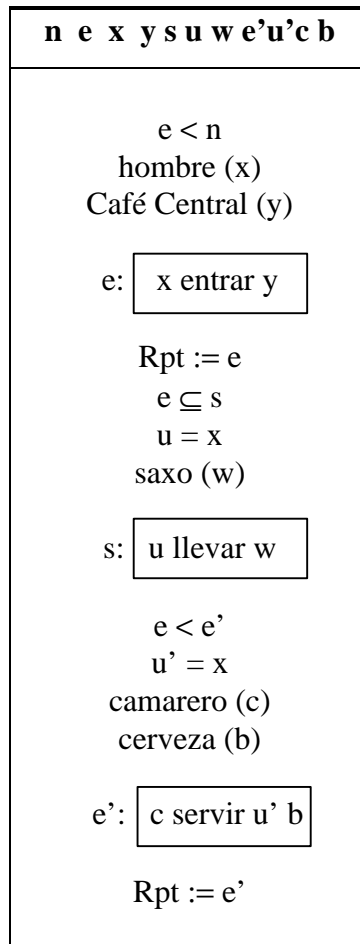 n e x y s u w e’u’c b
e < n
hombre (x)
Café Central (y)
e: x entrar y
Rpt := e
e ⊆ s
u = x
saxo (w)
s: u llevar w
e < e’
u’ = x
camarero (c)
cerveza (b)
e’: c servir u’ b
Rpt := e’